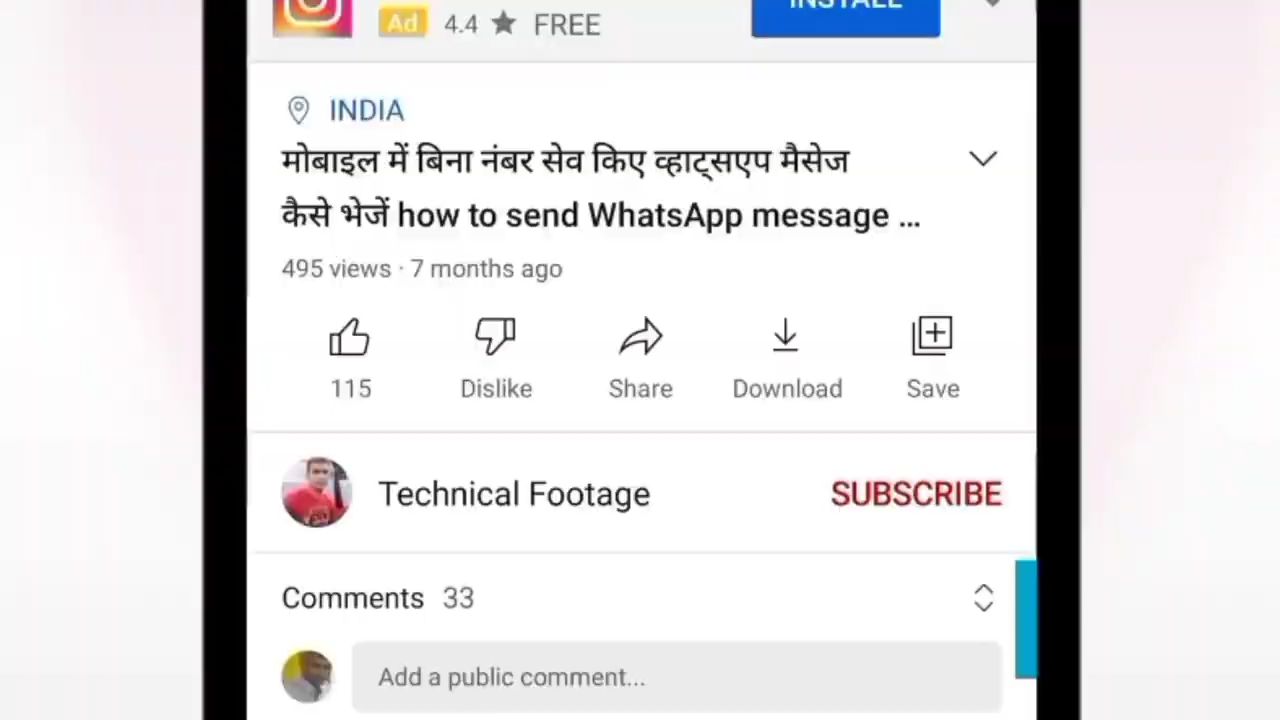 INSTALL
Ad 4.4 ★ FREE
INDIA
मोबाइल में बिना नंबर सेव किए व्हाट्सएप मैसेज
कैसे भेजें how to send WhatsApp message ...
495 views · 7 months ago
115 Dislike Share Download Save
Technical Footage SUBSCRIBE
Comments 33
Add a public comment...